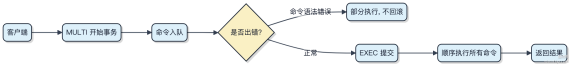 客户端
MULTI 开始事务
命令入队
是否出错?
命令语法错误
部分执行, 不回滚
正常
EXEC 提交
顺序执行所有命令
返回结果